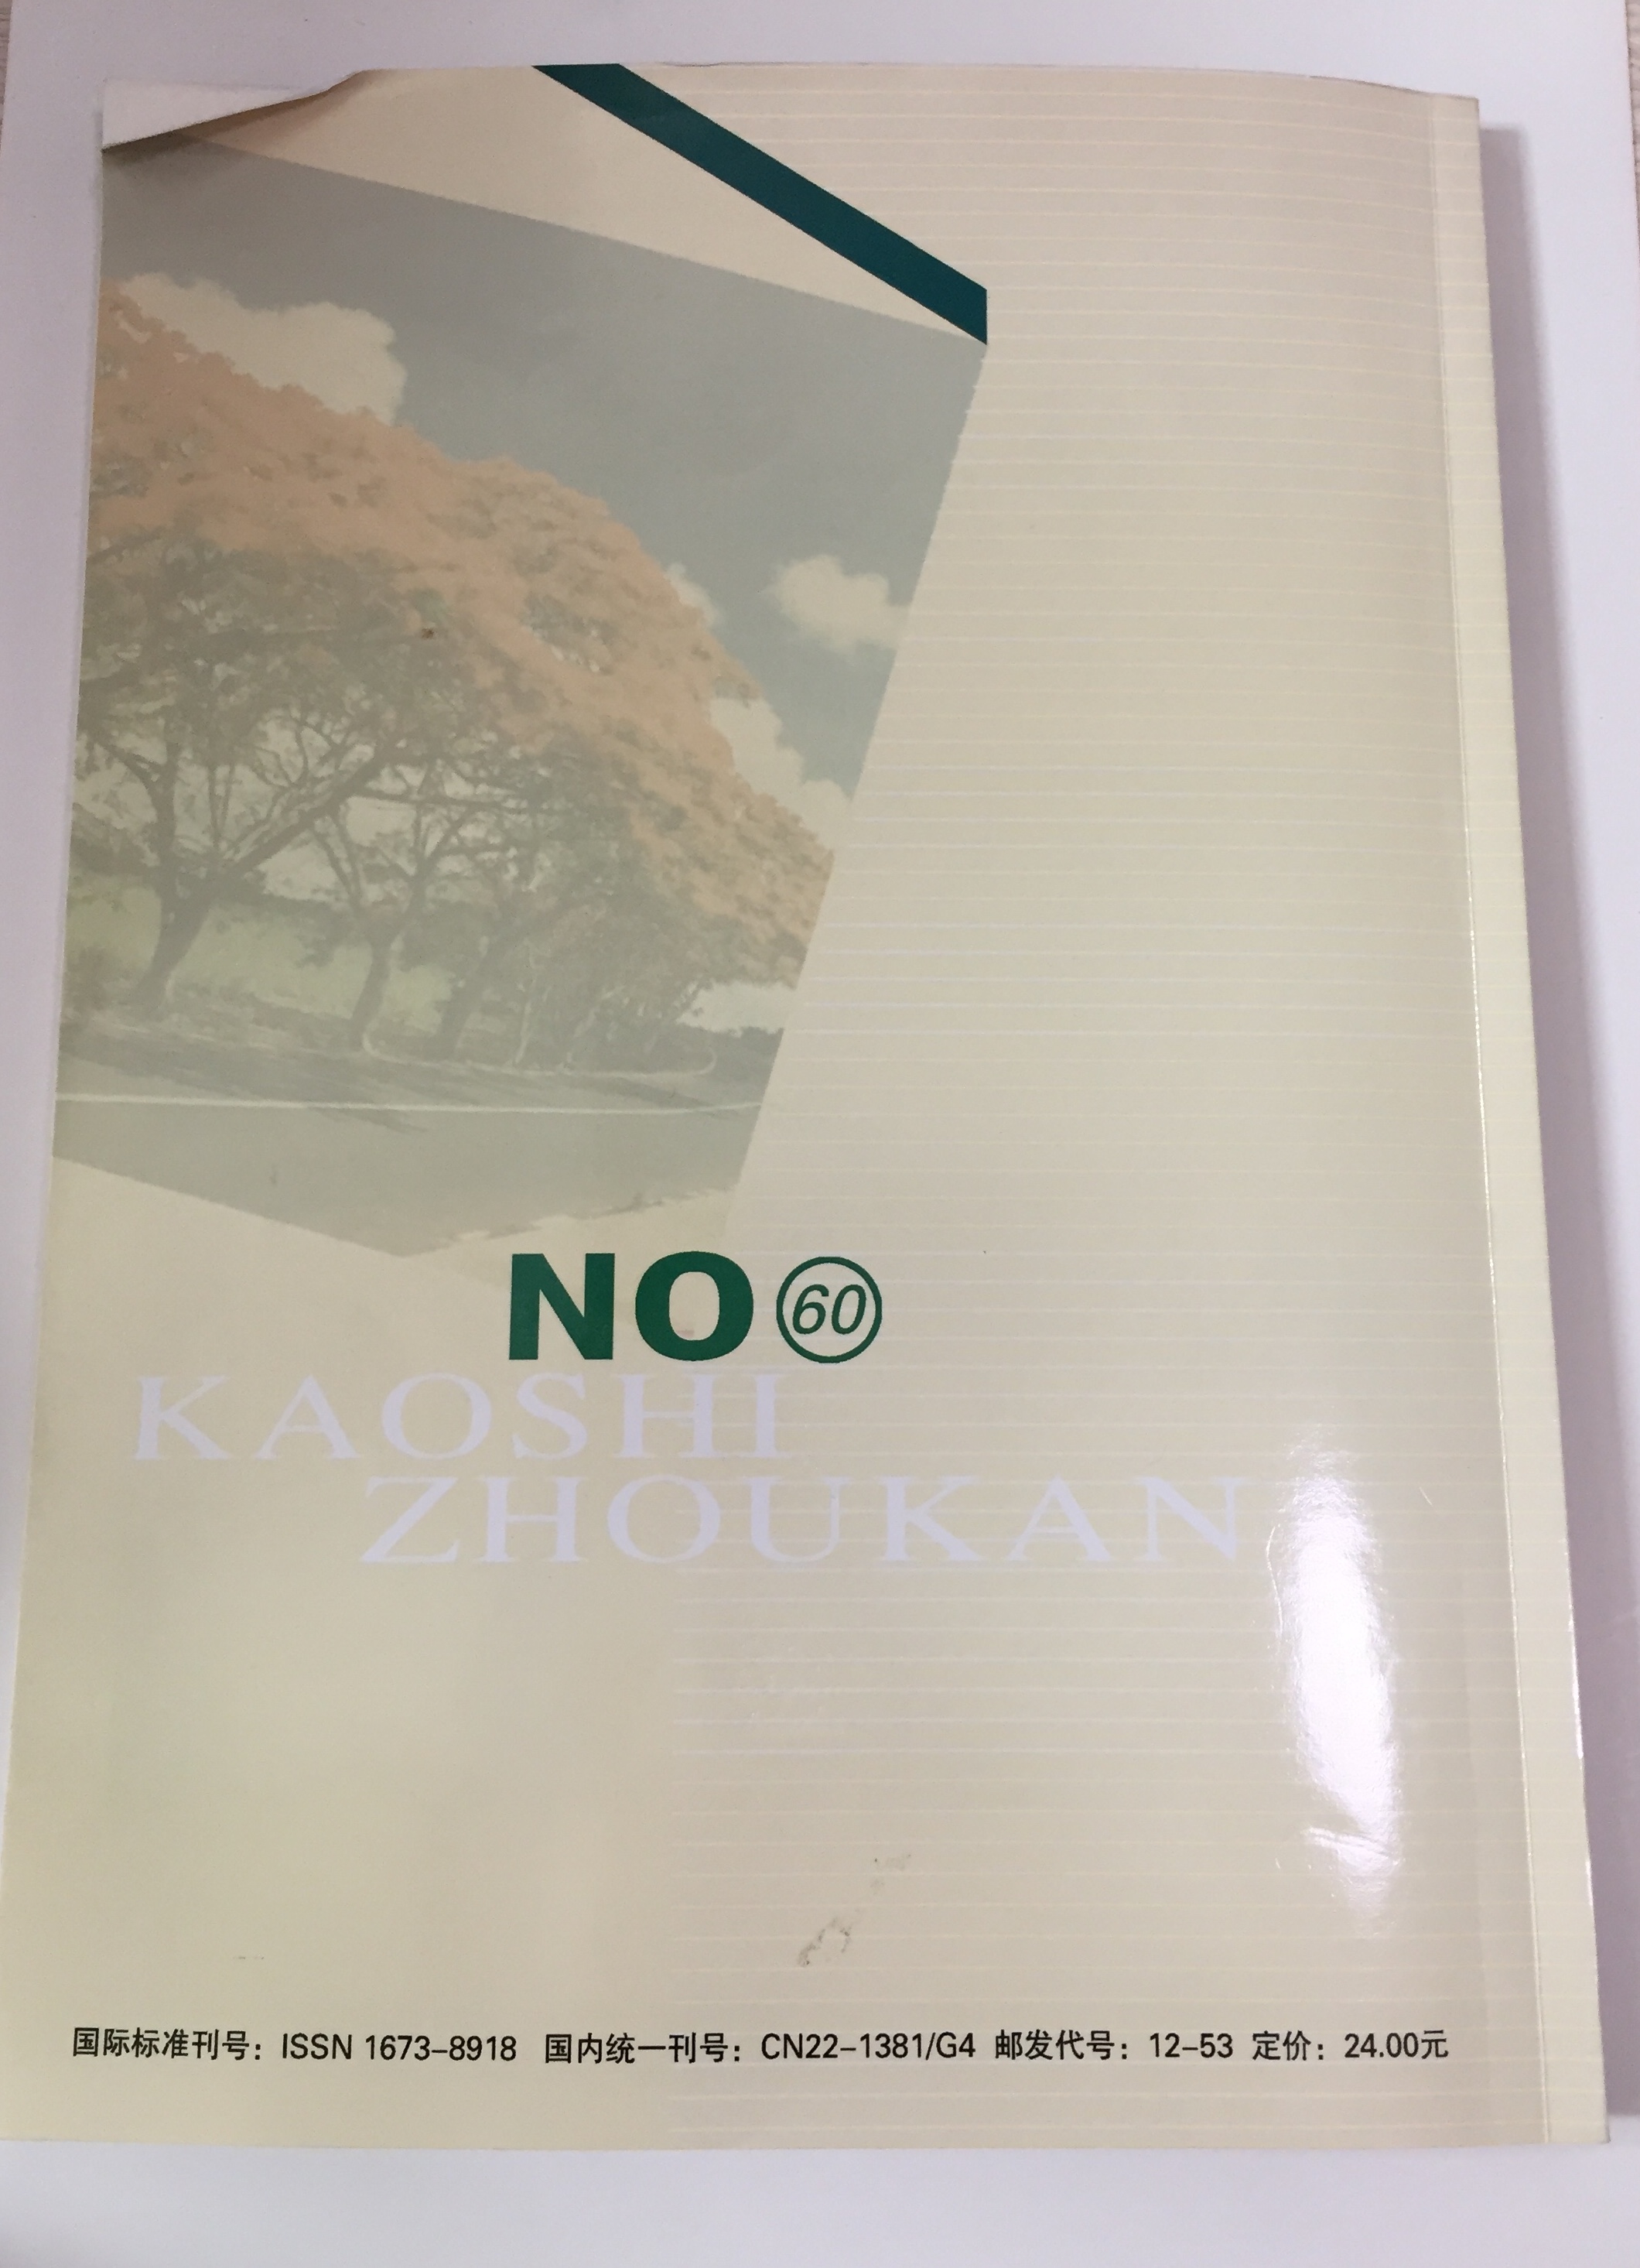 NO 60
KAOSHI
ZHOUKAN
国际标准刊号：ISSN 1673-8918 国内统一刊号：CN22-1381/G4 邮发代号：12-53 定价：24.00元